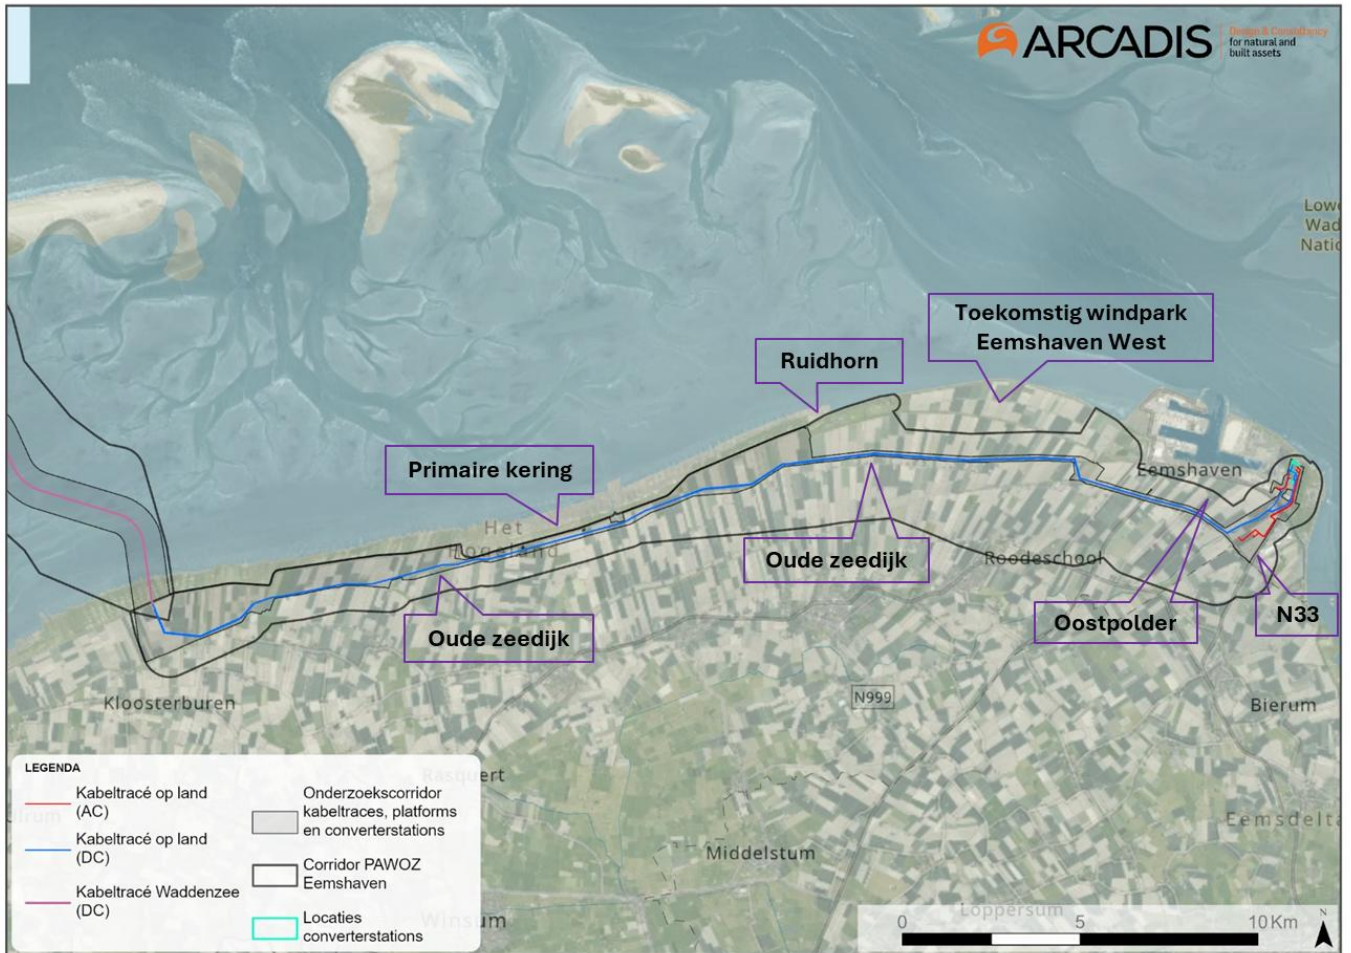 ARCADIS
Design & Consultancy
for natural and
built assets
Lowe
Wad
Natio
Toekomstig windpark
Eemshaven West
Ruidhorn
Primaire kering
Eemshaven
Het
Hogeland
Oude zeedijk
Roodeschool
Oostpolder
N33
Oude zeedijk
Kloosterburen
N999
Bierum
Rasquert
Eemsdelta
Middelstum
Winsum
Loppersum
LEGENDA
Kabeltracé op land
(AC)
Kabeltracé op land
(DC)
Kabeltracé Waddenzee
(DC)
Onderzoekscorridor
kabeltraces, platforms
en converterstations
Corridor PAWOZ
Eemshaven
Locaties
converterstations
0 5 10 Km
N